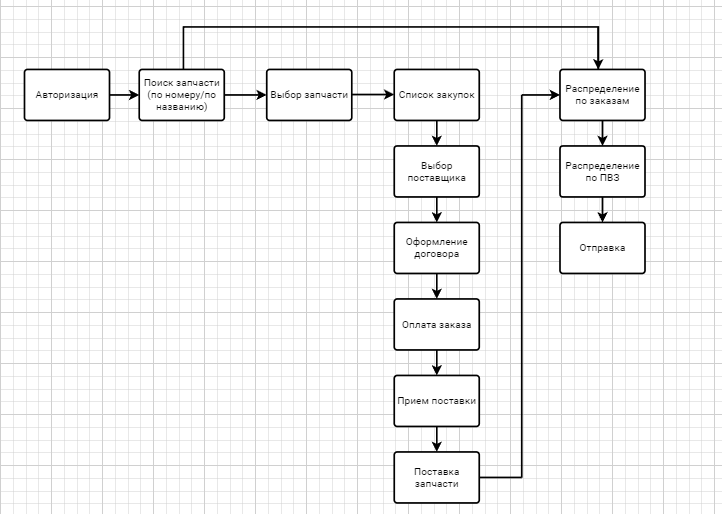 Авторизация
Поиск запчасти
(по номеру/по
названию)
Выбор запчасти
Список закупок
Выбор
поставщика
Оформление
договора
Оплата заказа
Прием поставки
Поставка
запчасти
Распределение
по заказам
Распределение
по ПВЗ
Отправка